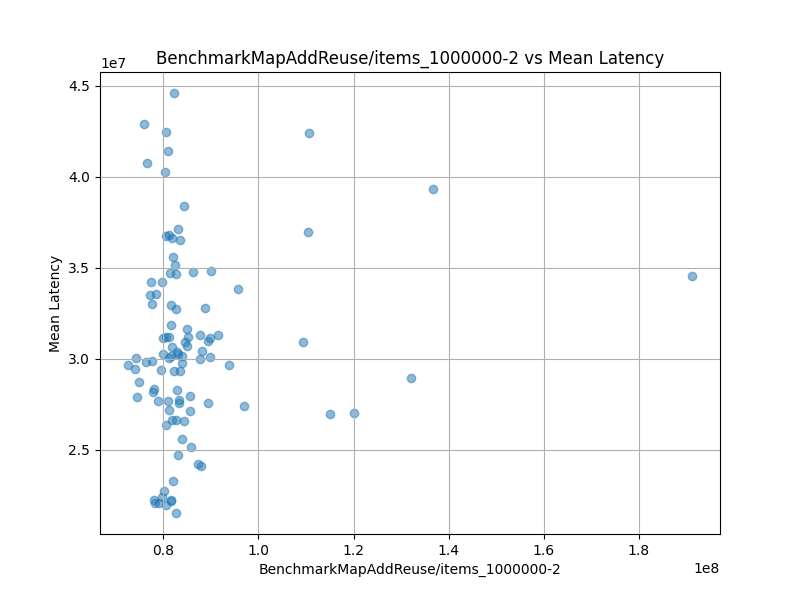 BenchmarkMapAddReuse/items_1000000-2 vs Mean Latency
1e7
4.5
4.0
3.5
3.0
2.5
Mean Latency
0.8 1.0 1.2 1.4 1.6 1.8
BenchmarkMapAddReuse/items_1000000-2
1e8